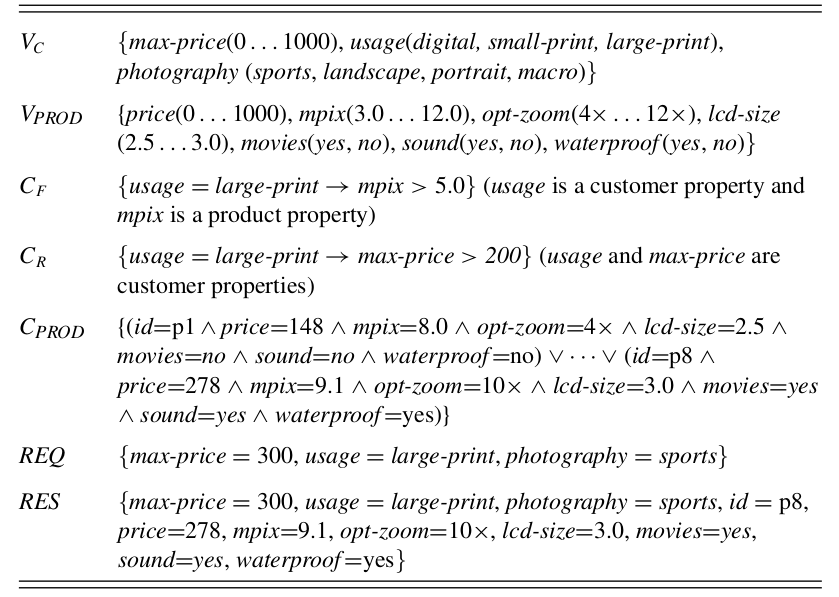 V_C {max-price(0 . . . 1000), usage(digital, small-print, large-print),
photography (sports, landscape, portrait, macro)}
V_PROD {price(0 . . . 1000), mpix(3.0 . . . 12.0), opt-zoom(4× . . . 12×), lcd-size
(2.5 . . . 3.0), movies(yes, no), sound(yes, no), waterproof(yes, no)}
C_F {usage = large-print → mpix > 5.0} (usage is a customer property and
mpix is a product property)
C_R {usage = large-print → max-price > 200} (usage and max-price are
customer properties)
C_PROD {(id=p1 ∧ price=148 ∧ mpix=8.0 ∧ opt-zoom=4× ∧ lcd-size=2.5 ∧
movies=no ∧ sound=no ∧ waterproof=no) ∨ · · · ∨ (id=p8 ∧
price=278 ∧ mpix=9.1 ∧ opt-zoom=10× ∧ lcd-size=3.0 ∧ movies=yes
∧ sound=yes ∧ waterproof=yes)}
REQ {max-price = 300, usage = large-print, photography = sports}
RES {max-price = 300, usage = large-print, photography = sports, id = p8,
price=278, mpix=9.1, opt-zoom=10×, lcd-size=3.0, movies=yes,
sound=yes, waterproof=yes}